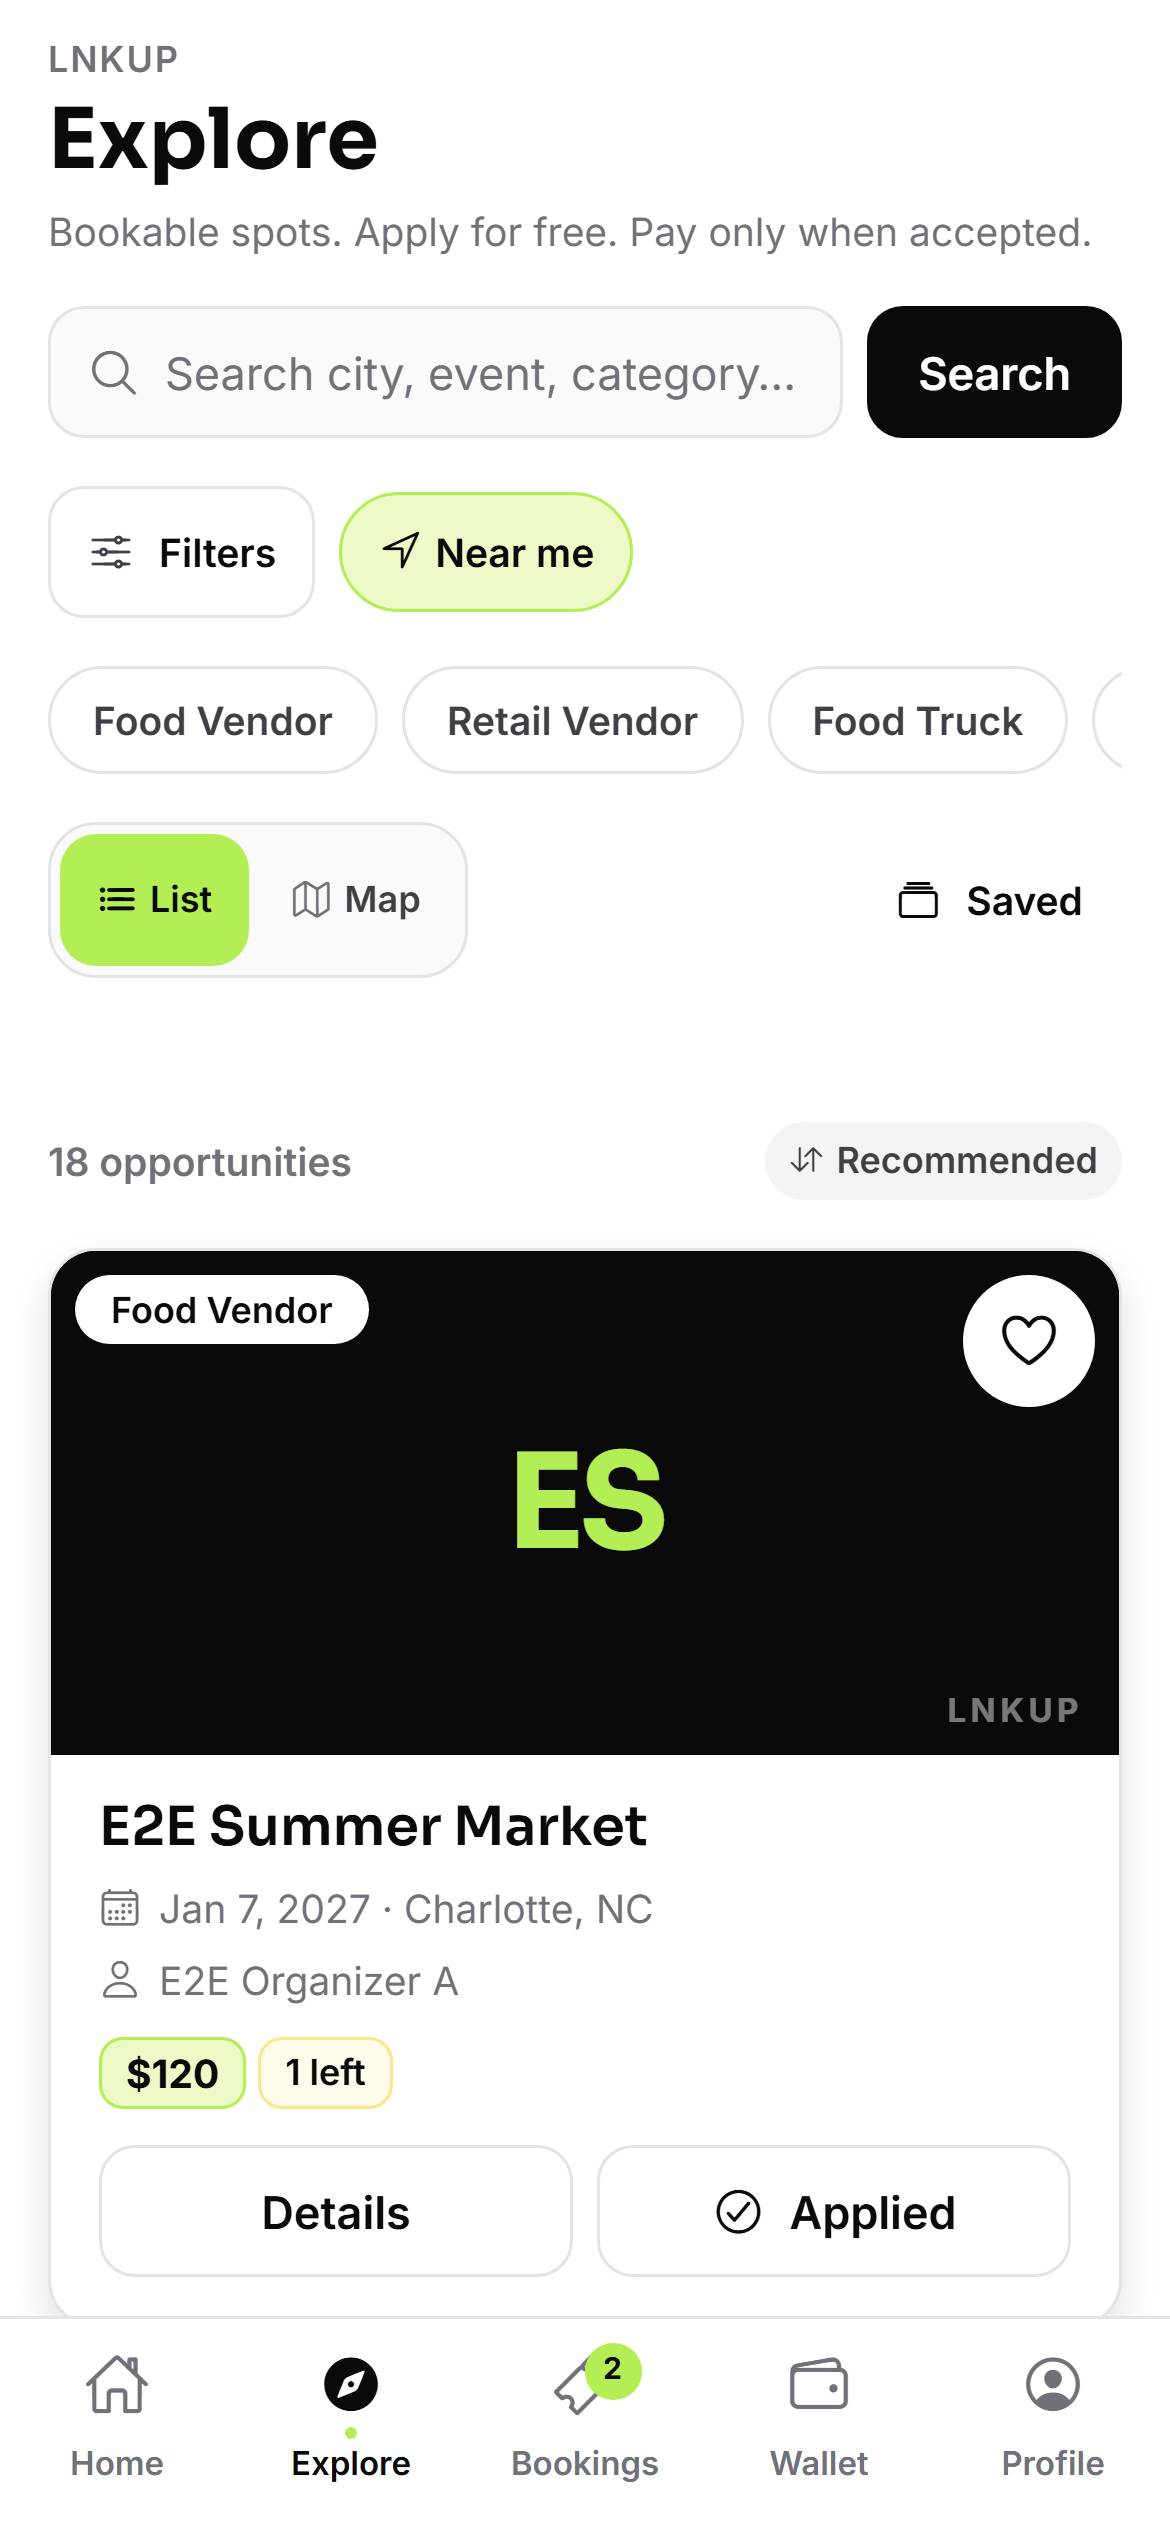 LNKUP
Explore
Bookable spots. Apply for free. Pay only when accepted.
Search city, event, category...
Search
Filters
Near me
Food Vendor
Retail Vendor
Food Truck
List
Map
Saved
18 opportunities
Recommended
Food Vendor
ES
LNKUP
E2E Summer Market
Jan 7, 2027 · Charlotte, NC
E2E Organizer A
$120
1 left
Details
Applied
2
Home
Explore
Bookings
Wallet
Profile